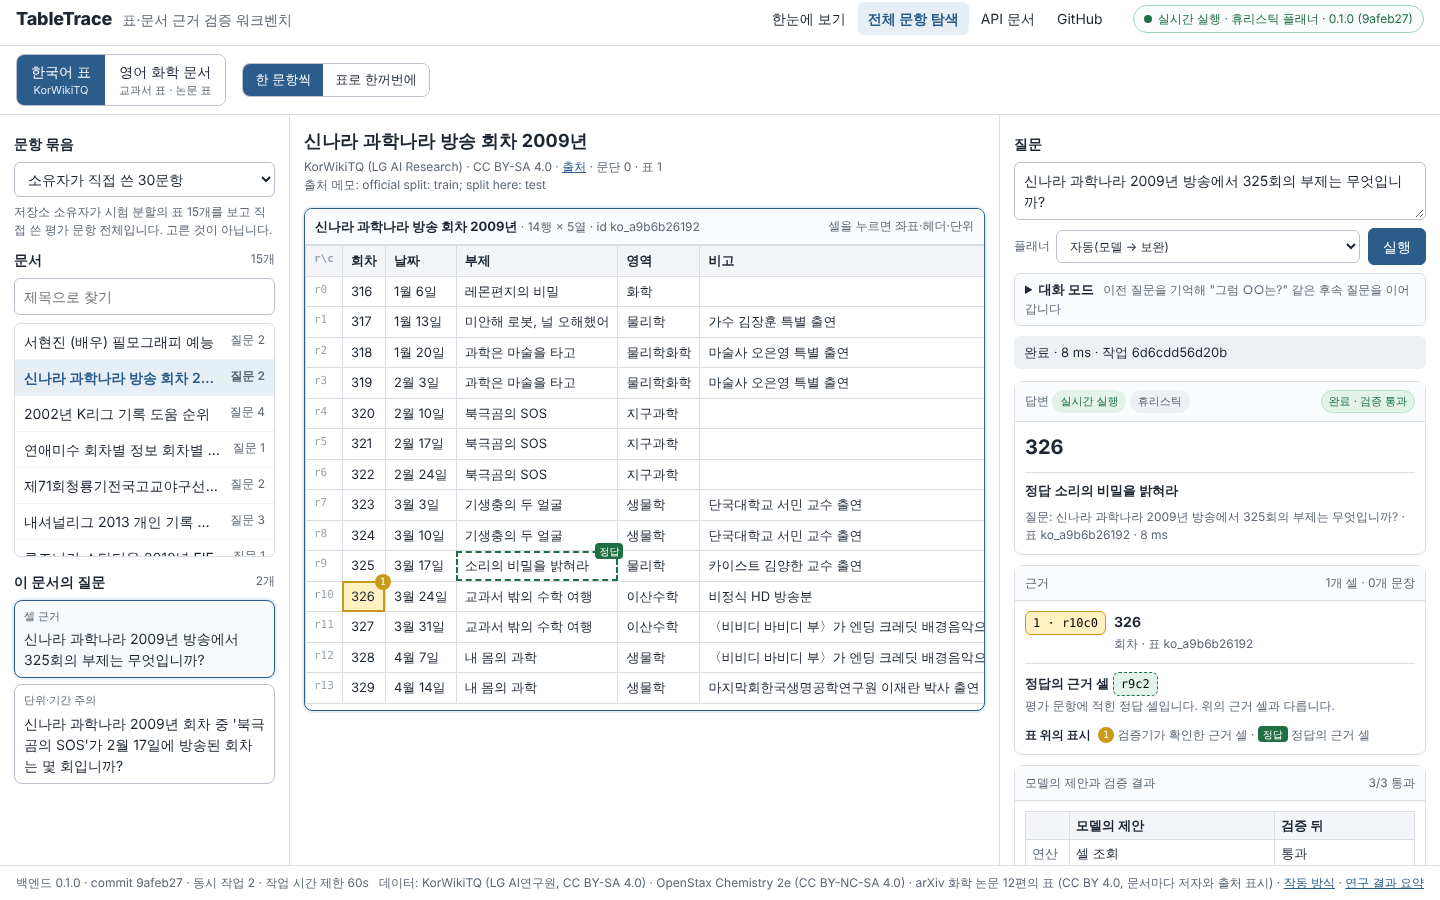 TableTrace 표·문서 근거 검증 워크벤치
한눈에 보기 전체 문항 탐색 API 문서 GitHub 실시간 실행 · 휴리스틱 플래너 · 0.1.0 (9afeb27)
한국어 표
KorWikiTQ
영어 화학 문서
교과서 표 · 논문 표
한 문항씩 표로 한꺼번에
문항 묶음
소유자가 직접 쓴 30문항
저장소 소유자가 시험 분할의 표 15개를 보고 직
접 쓴 평가 문항 전체입니다. 고른 것이 아닙니다.
문서 15개
제목으로 찾기
서현진 (배우) 필모그래피 예능 질문 2
신나라 과학나라 방송 회차 2... 질문 2
2002년 K리그 기록 도움 순위 질문 4
연애미수 회차별 정보 회차별 ... 질문 1
제71회청룡기전국고교야구선... 질문 2
내셔널리그 2013 개인 기록 ... 질문 3
이 문서의 질문 2개
셀 근거
신나라 과학나라 2009년 방송에서
325회의 부제는 무엇입니까?
단위·기간 주의
신나라 과학나라 2009년 회차 중 '북극
곰의 SOS'가 2월 17일에 방송된 회차
는 몇 회입니까?
신나라 과학나라 방송 회차 2009년
KorWikiTQ (LG AI Research) · CC BY-SA 4.0 · 출처 · 문단 0 · 표 1
출처 메모: official split: train; split here: test
신나라 과학나라 방송 회차 2009년 · 14행 × 5열 · id ko_a9b6b26192 셀을 누르면 좌표·헤더·단위
r\c 회차 날짜 부제 영역 비고
r0 316 1월 6일 레몬편지의 비밀 화학
r1 317 1월 13일 미안해 로봇, 널 오해했어 물리학 가수 김장훈 특별 출연
r2 318 1월 20일 과학은 마술을 타고 물리학화학 마술사 오은영 특별 출연
r3 319 2월 3일 과학은 마술을 타고 물리학화학 마술사 오은영 특별 출연
r4 320 2월 10일 북극곰의 SOS 지구과학
r5 321 2월 17일 북극곰의 SOS 지구과학
r6 322 2월 24일 북극곰의 SOS 지구과학
r7 323 3월 3일 기생충의 두 얼굴 생물학 단국대학교 서민 교수 출연
r8 324 3월 10일 기생충의 두 얼굴 생물학 단국대학교 서민 교수 출연
정답
r9 325 3월 17일 소리의 비밀을 밝혀라 물리학 카이스트 김양한 교수 출연
1
r10 326 3월 24일 교과서 밖의 수학 여행 이산수학 비정식 HD 방송분
r11 327 3월 31일 교과서 밖의 수학 여행 이산수학 〈비비디 바비디 부〉가 엔딩 크레딧 배경음악으
r12 328 4월 7일 내 몸의 과학 생물학 〈비비디 바비디 부〉가 엔딩 크레딧 배경음악으
r13 329 4월 14일 내 몸의 과학 생물학 마지막회한국생명공학연구원 이재란 박사 출연
질문
신나라 과학나라 2009년 방송에서 325회의 부제는 무엇입니
까?
플래너 자동(모델 → 보완) 실행
▶ 대화 모드 이전 질문을 기억해 "그럼 ○○는?" 같은 후속 질문을 이어
갑니다
완료 · 8 ms · 작업 6d6cdd56d20b
답변 실시간 실행 휴리스틱 완료 · 검증 통과
326
정답 소리의 비밀을 밝혀라
질문: 신나라 과학나라 2009년 방송에서 325회의 부제는 무엇입니까? ·
표 ko_a9b6b26192 · 8 ms
근거 1개 셀 · 0개 문장
1 · r10c0 326
회차 · 표 ko_a9b6b26192
정답의 근거 셀 r9c2
평가 문항에 적힌 정답 셀입니다. 위의 근거 셀과 다릅니다.
표 위의 표시 1 검증기가 확인한 근거 셀 · 정답 정답의 근거 셀
모델의 제안과 검증 결과 3/3 통과
모델의 제안 검증 뒤
연산 셀 조회 통과
백엔드 0.1.0 · commit 9afeb27 · 동시 작업 2 · 작업 시간 제한 60s 데이터: KorWikiTQ (LG AI연구원, CC BY-SA 4.0) · OpenStax Chemistry 2e (CC BY-NC-SA 4.0) · arXiv 화학 논문 12편의 표 (CC BY 4.0, 문서마다 저자와 출처 표시) · 작동 방식 · 연구 결과 요약